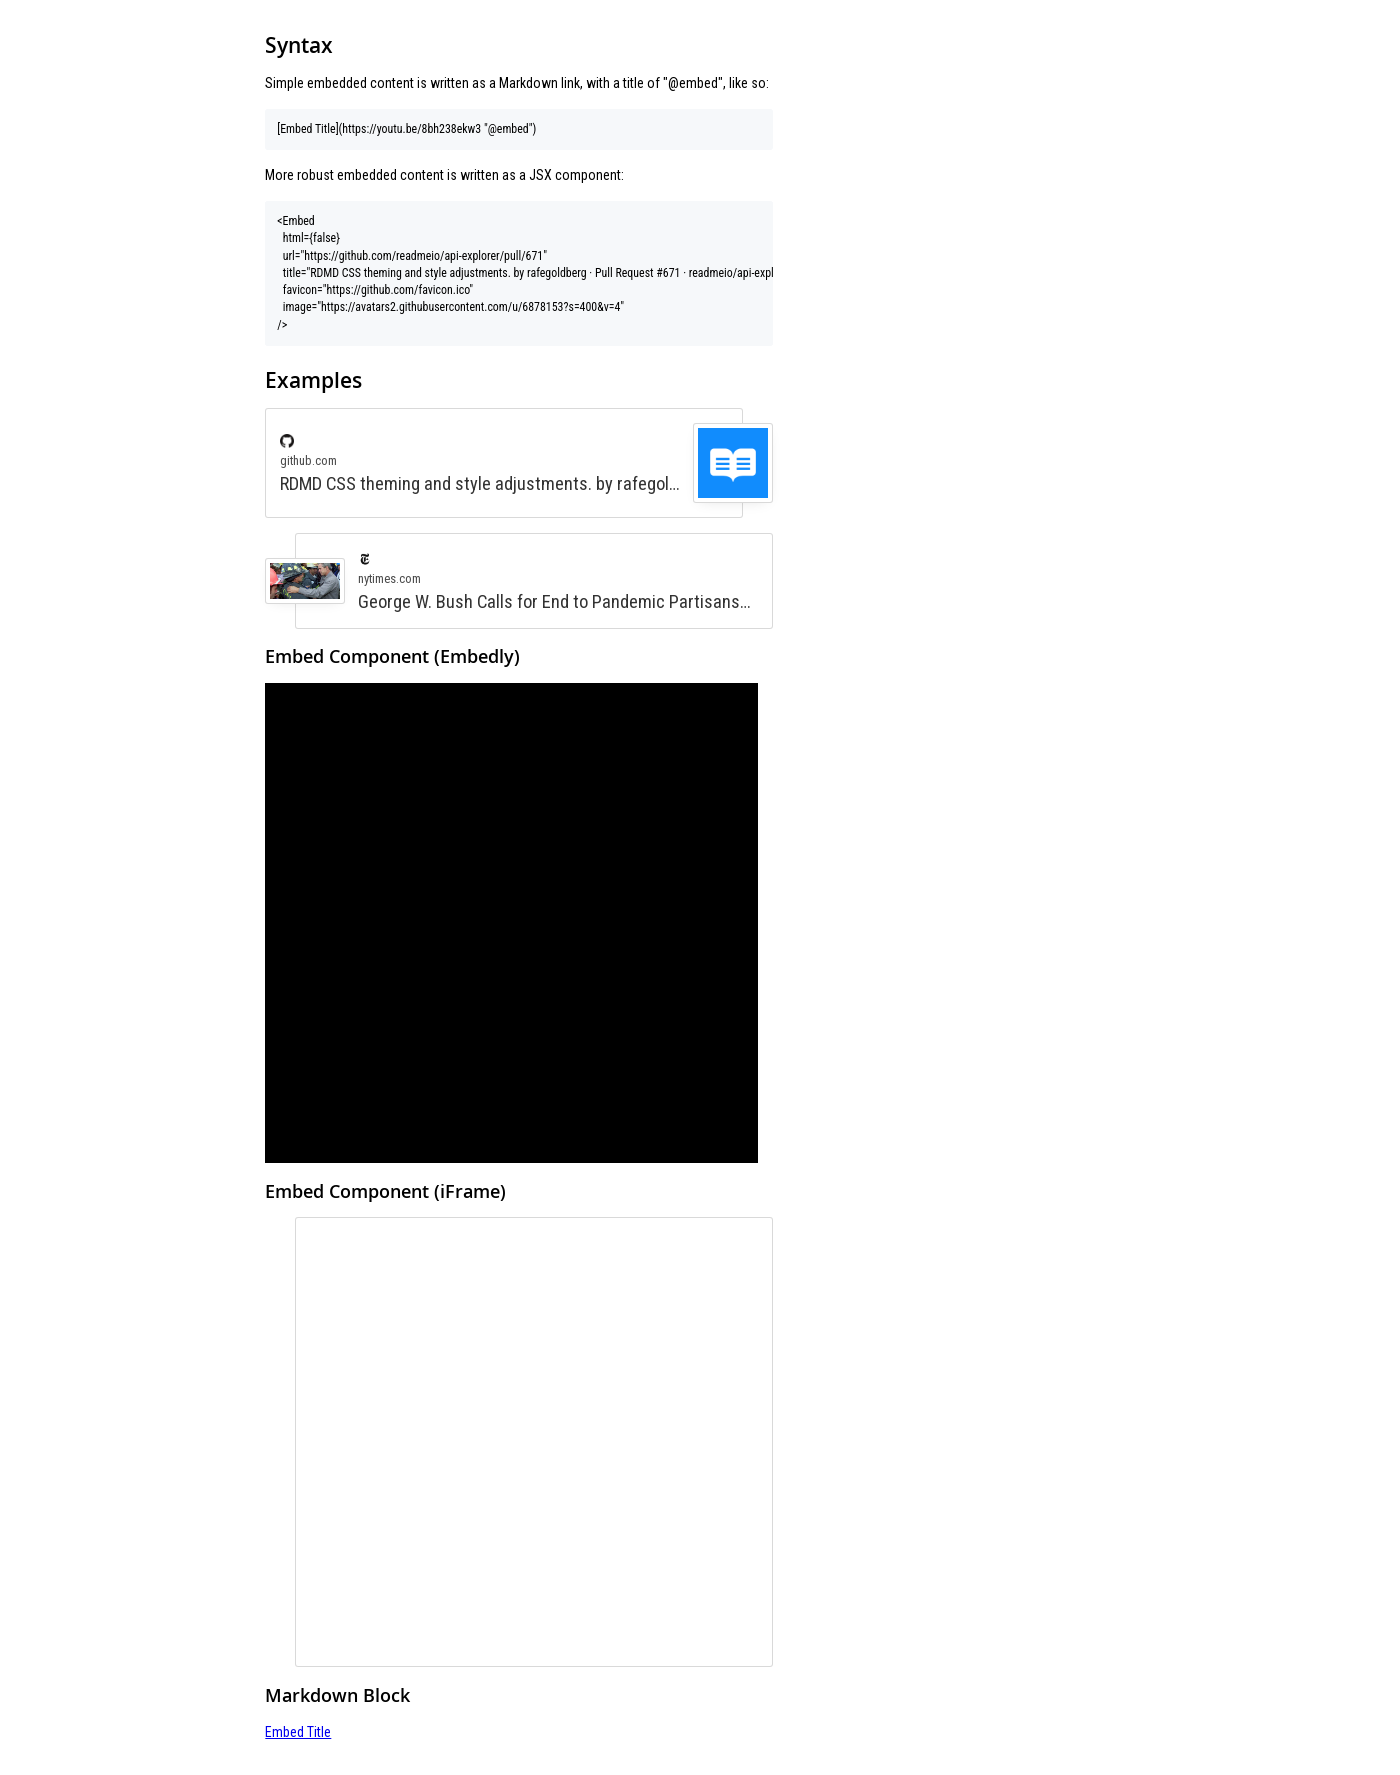 Syntax
Simple embedded content is written as a Markdown link, with a title of "@embed", like so:
[Embed Title](https://youtu.be/8bh238ekw3 "@embed")
More robust embedded content is written as a JSX component:
<Embed
  html={false}
  url="https://github.com/readmeio/api-explorer/pull/671"
  title="RDMD CSS theming and style adjustments. by rafegoldberg · Pull Request #671 · readmeio/api-expl
  favicon="https://github.com/favicon.ico"
  image="https://avatars2.githubusercontent.com/u/6878153?s=400&v=4"
/>
Examples
github.com
RDMD CSS theming and style adjustments. by rafegol…
nytimes.com
George W. Bush Calls for End to Pandemic Partisans…
Embed Component (Embedly)
Embed Component (iFrame)
Markdown Block
Embed Title